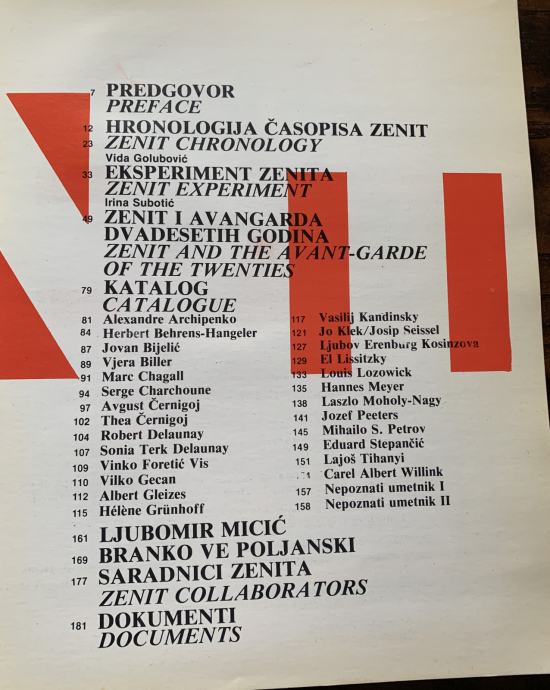 7 PREDGOVOR
PREFACE
12 HRONOLOGIJA ČASOPISA ZENIT
23 ZENIT CHRONOLOGY
Vida Golubović
33 EKSPERIMENT ZENITA
ZENIT EXPERIMENT
Irina Subotić
49 ZENIT I AVANGARDA
DVADESETIH GODINA
ZENIT AND THE AVANT-GARDE
OF THE TWENTIES
79 KATALOG
CATALOGUE
81 Alexandre Archipenko
84 Herbert Behrens-Hangeler
87 Jovan Bijelić
89 Vjera Biller
91 Marc Chagall
94 Serge Charchoune
97 Avgust Černigoj
102 Thea Černigoj
104 Robert Delaunay
107 Sonia Terk Delaunay
109 Vinko Foretić Vis
110 Vilko Gecan
112 Albert Gleizes
115 Hélène Grünhoff
117 Vasilij Kandinsky
121 Jo Klek/Josip Seissel
127 Ljubov Erenburg Kosinzova
129 El Lissitzky
133 Louis Lozowick
135 Hannes Meyer
138 Laszlo Moholy-Nagy
141 Jozef Peeters
145 Mihailo S. Petrov
149 Eduard Stepančić
151 Lajoš Tihanyi
Carel Albert Willink
157 Nepoznati umetnik I
158 Nepoznati umetnik II
161 LJUBOMIR MICIĆ
169 BRANKO VE POLJANSKI
177 SARADNICI ZENITA
ZENIT COLLABORATORS
181 DOKUMENTI
DOCUMENTS